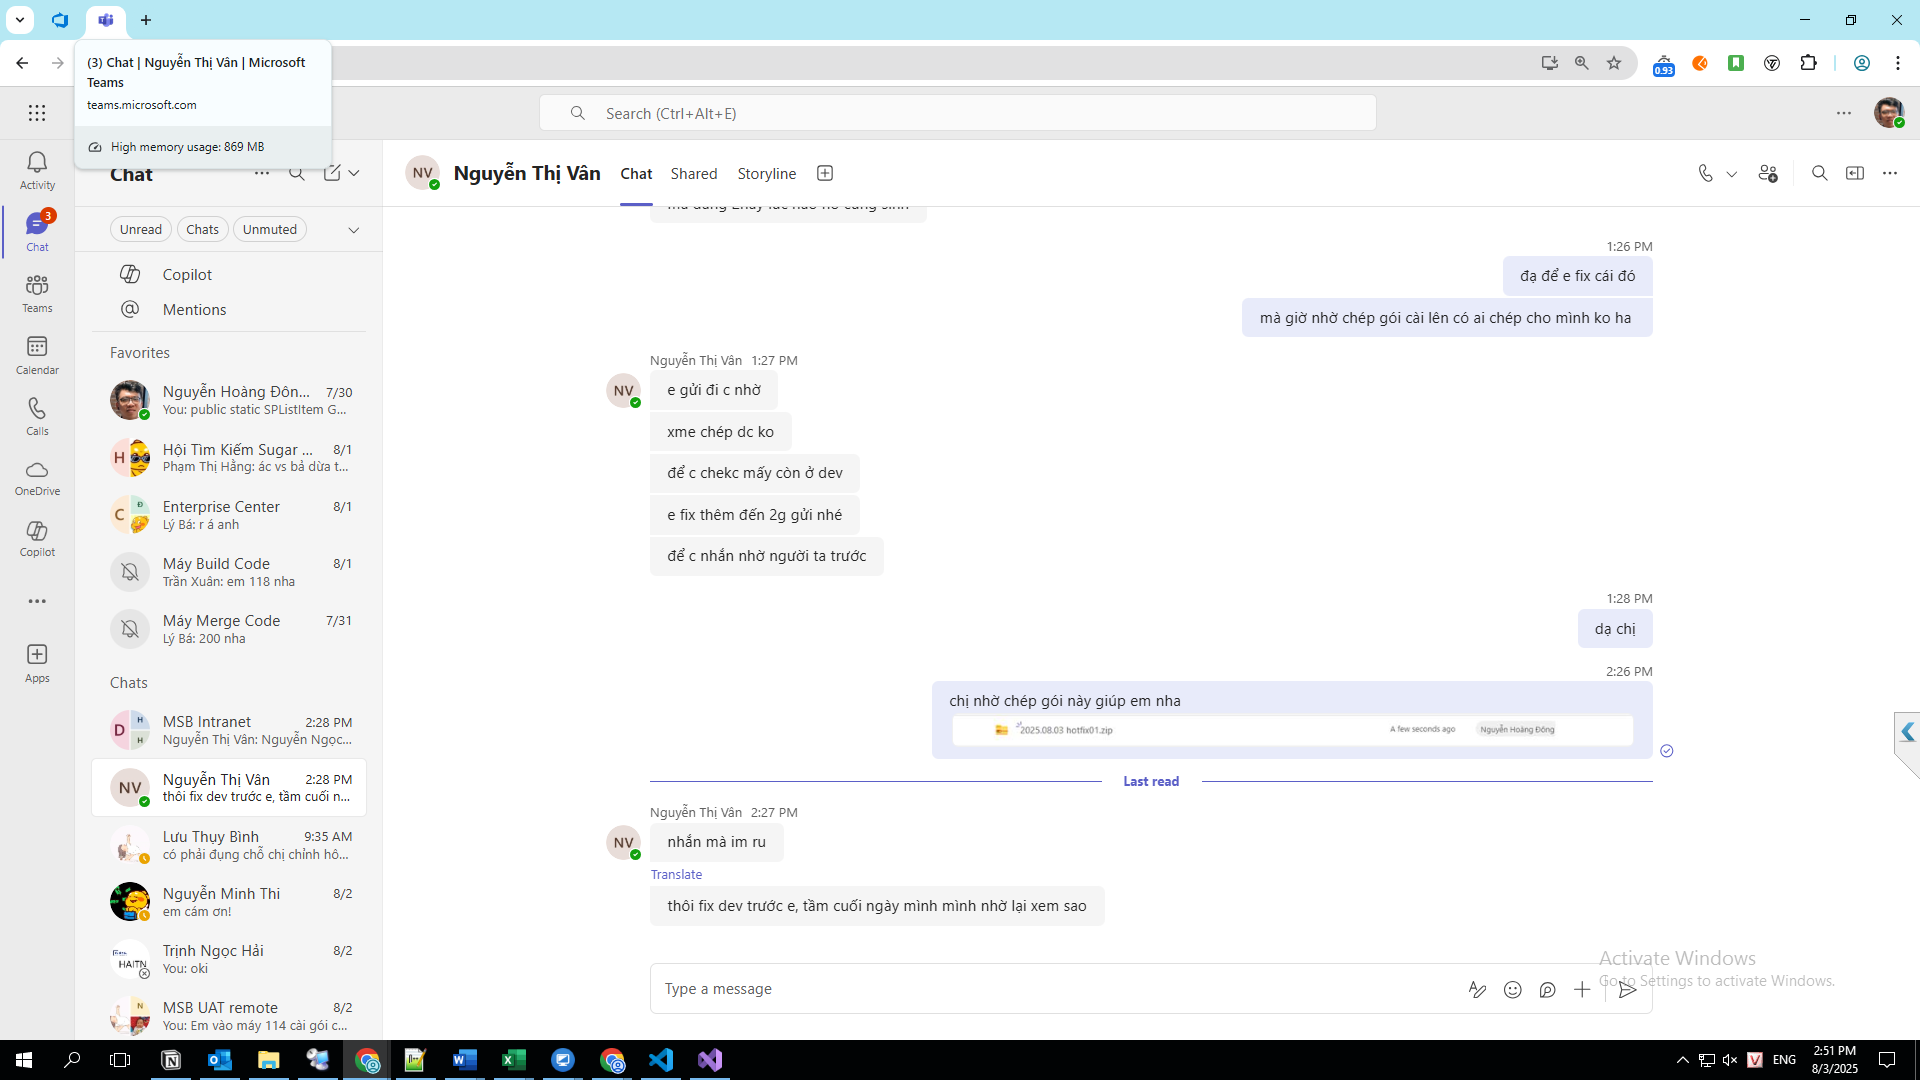 (3) Chat | Nguyễn Thị Vân | Microsoft
Teams
teams.microsoft.com
High memory usage: 869 MB
0.93
Search (Ctrl+Alt+E)
Activity
3
Chat
Teams
Calendar
Calls
OneDrive
Copilot
Apps
Chat
Unread
Chats
Unmuted
Copilot
Mentions
Favorites
Nguyễn Hoàng Đôn... 7/30
You: public static SPListItem G...
H
Hội Tìm Kiếm Sugar ... 8/1
Phạm Thị Hằng: ác vs bả dừa t...
C Đ
Enterprise Center 8/1
Lý Bá: r á anh
Máy Build Code 8/1
Trần Xuân: em 118 nha
Máy Merge Code 7/31
Lý Bá: 200 nha
Chats
D H H
MSB Intranet 2:28 PM
Nguyễn Thị Vân: Nguyễn Ngọc...
NV
Nguyễn Thị Vân 2:28 PM
thôi fix dev trước e, tầm cuối n...
Lưu Thụy Bình 9:35 AM
có phải đụng chỗ chị chỉnh hô...
Nguyễn Minh Thi 8/2
em cám ơn!
HAITN
Trịnh Ngọc Hải 8/2
You: oki
N
MSB UAT remote 8/2
You: Em vào máy 114 cài gói c...
NV
Nguyễn Thị Vân
Chat
Shared
Storyline
1:26 PM
đạ để e fix cái đó
mà giờ nhờ chép gói cài lên có ai chép cho mình ko ha
Nguyễn Thị Vân 1:27 PM
NV
e gửi đi c nhờ
xme chép dc ko
để c chekc mấy còn ở dev
e fix thêm đến 2g gửi nhé
để c nhắn nhờ người ta trước
1:28 PM
dạ chị
2:26 PM
chị nhờ chép gói này giúp em nha
2025.08.03 hotfix01.zip A few seconds ago Nguyễn Hoàng Đông
Last read
Nguyễn Thị Vân 2:27 PM
NV
nhắn mà im ru
Translate
thôi fix dev trước e, tầm cuối ngày mình mình nhờ lại xem sao
Type a message
Activate Windows
Go to Settings to activate Windows.
V
ENG
2:51 PM
8/3/2025